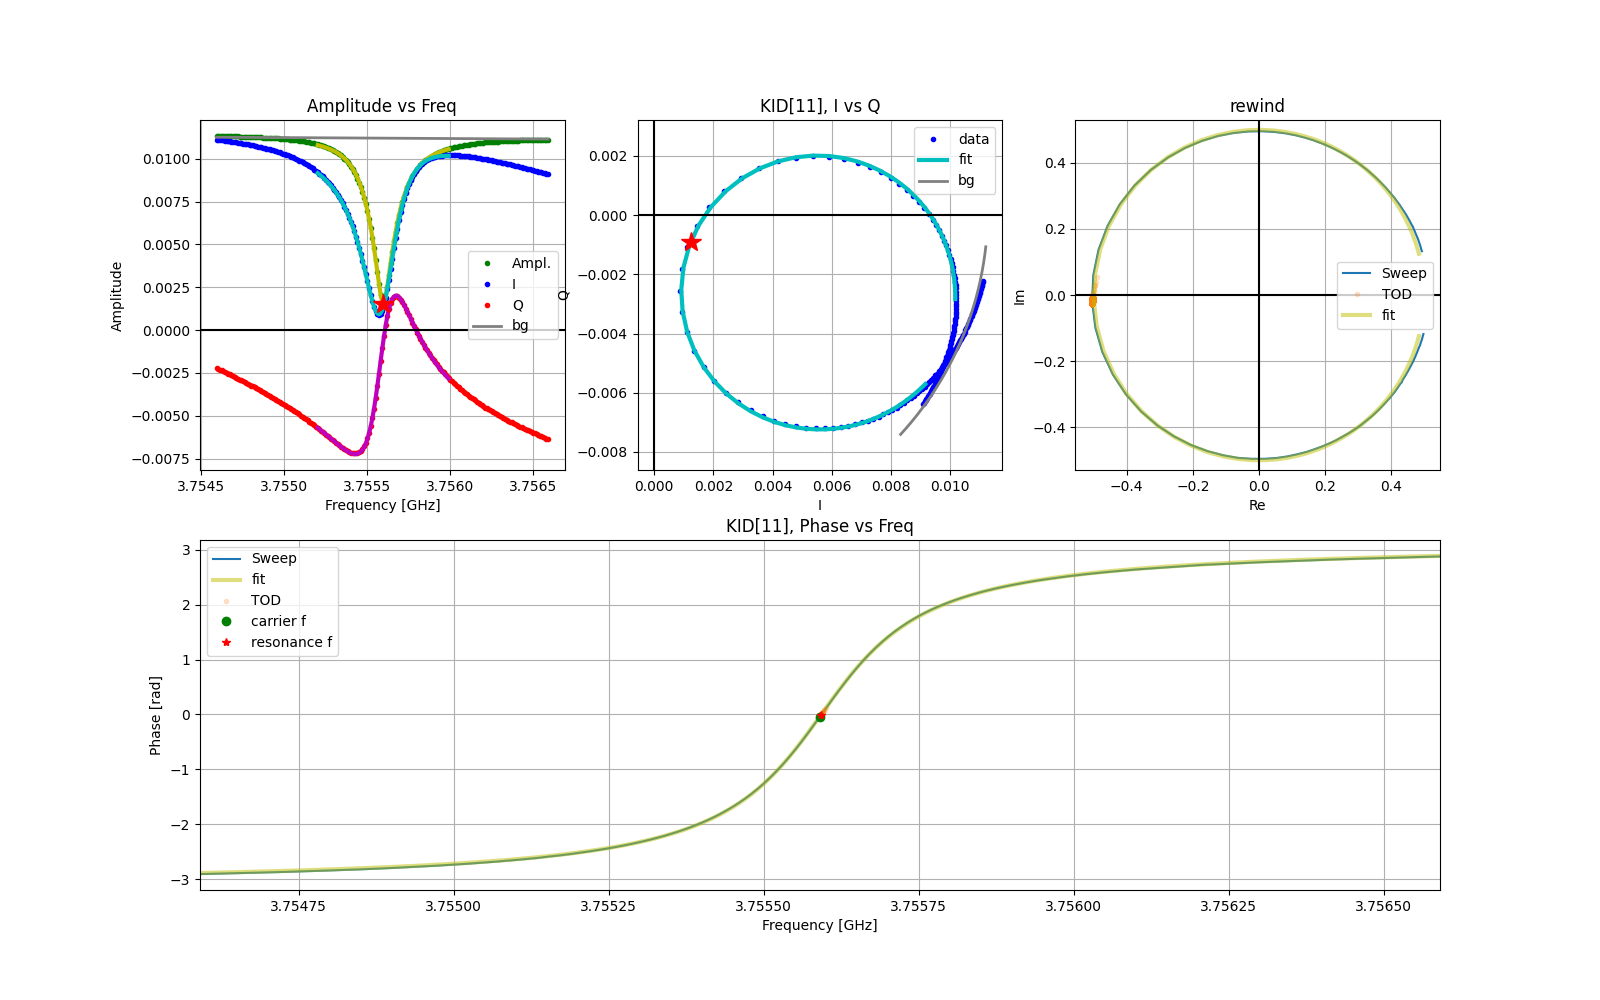 Amplitude vs Freq
Amplitude
0.0100
0.0075
0.0050
0.0025
0.0000
−0.0025
−0.0050
−0.0075
Ampl.
I
Q
bg
3.7545 3.7550 3.7555 3.7560 3.7565
Frequency [GHz]
KID[11], I vs Q
Q
0.002
0.000
−0.002
−0.004
−0.006
−0.008
data
fit
bg
0.000 0.002 0.004 0.006 0.008 0.010
I
rewind
Im
0.4
0.2
0.0
−0.2
−0.4
Sweep
TOD
fit
−0.4 −0.2 0.0 0.2 0.4
Re
KID[11], Phase vs Freq
Phase [rad]
3
2
1
0
−1
−2
−3
Sweep
fit
TOD
carrier f
resonance f
3.75475 3.75500 3.75525 3.75550 3.75575 3.75600 3.75625 3.75650
Frequency [GHz]